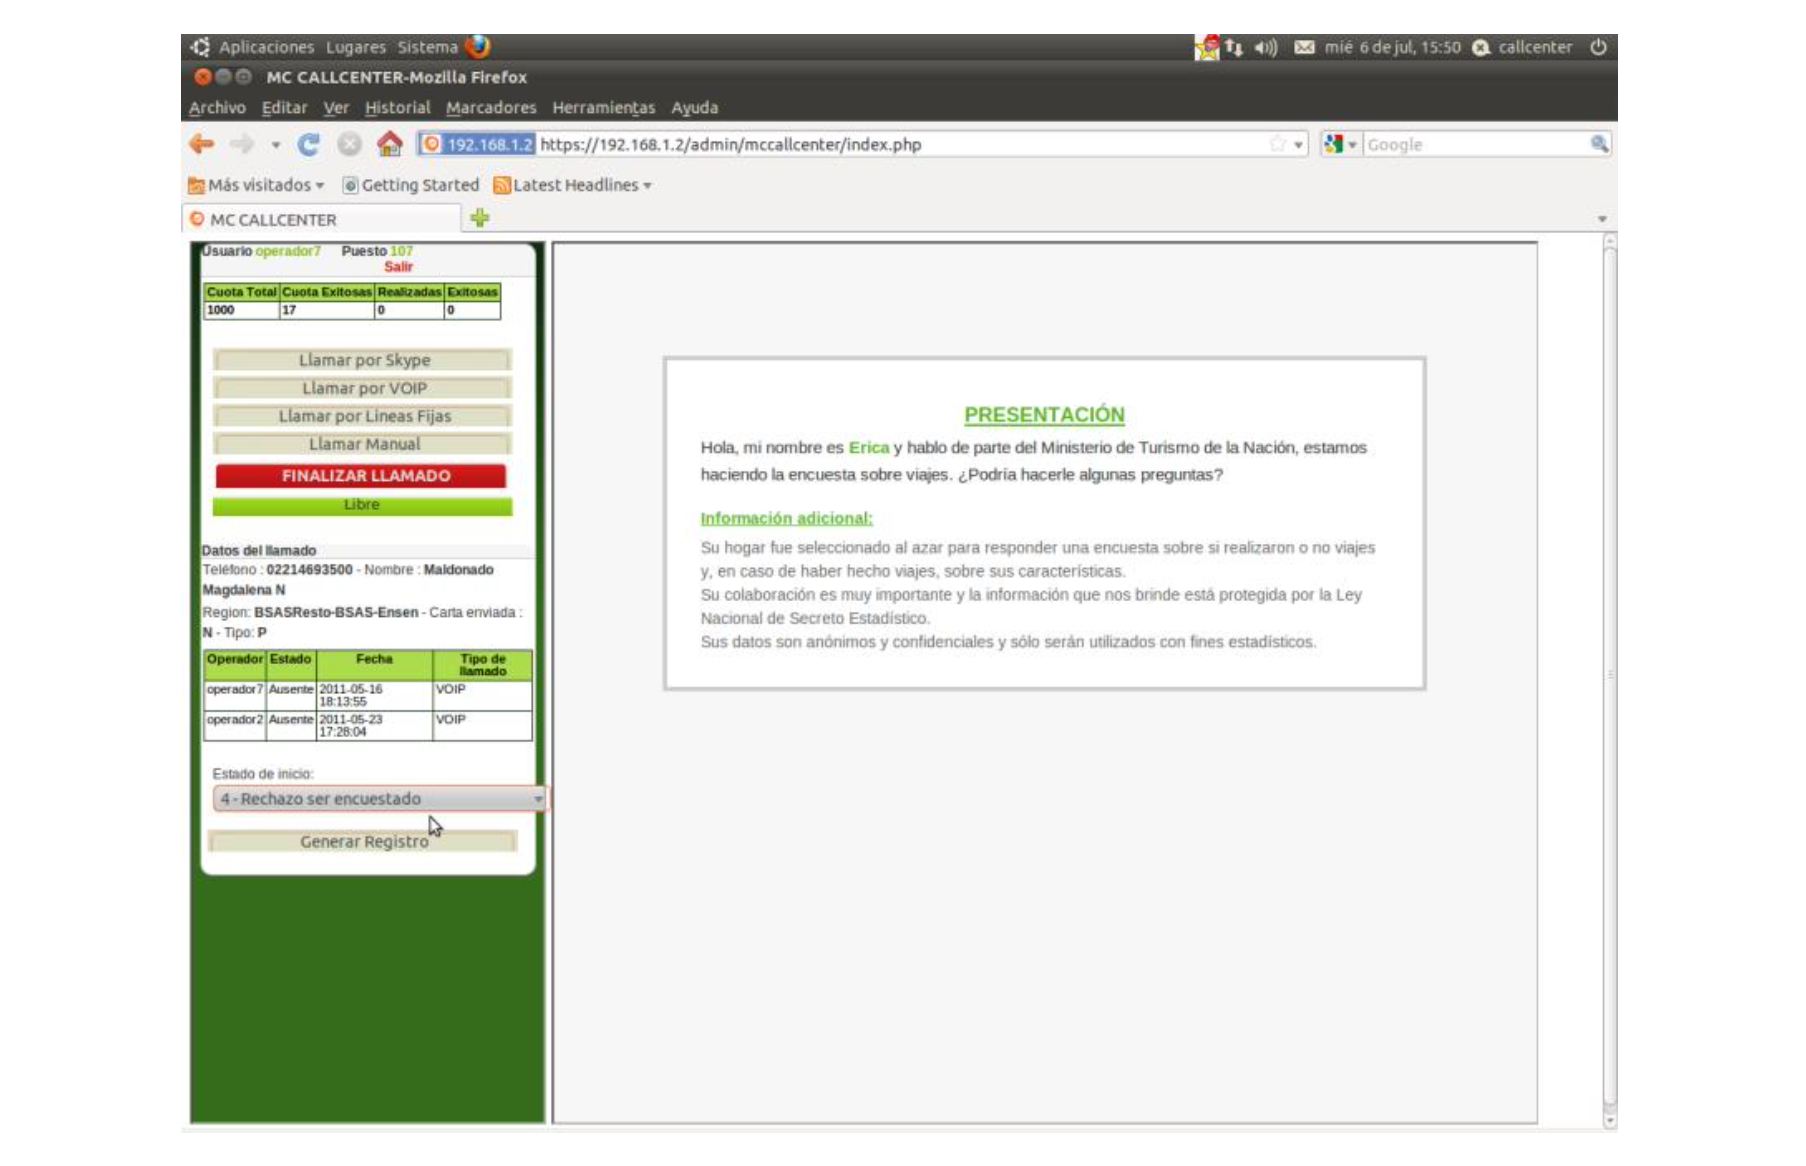 Aplicaciones Lugares Sistema
mié 6 de jul, 15:50 callcenter
MC CALLCENTER-Mozilla Firefox
Archivo Editar Ver Historial Marcadores Herramientas Ayuda
192.168.1.2 https://192.168.1.2/admin/mccallcenter/index.php
Google
Más visitados Getting Started Latest Headlines
MC CALLCENTER
Usuario operador7 Puesto 107
Salir
Cuota Total Cuota Exitosas Realizadas Exitosas
1000 17 0 0
Llamar por Skype
Llamar por VOIP
Llamar por Lineas Fijas
Llamar Manual
FINALIZAR LLAMADO
Libre
Datos del llamado
Teléfono : 02214693500 - Nombre : Maldonado
Magdalena N
Region: BSASResto-BSAS-Ensen - Carta enviada :
N - Tipo: P
Operador Estado Fecha Tipo de
llamado
operador7 Ausente 2011-05-16 VOIP
18:13:55
operador2 Ausente 2011-05-23 VOIP
17:28:04
Estado de inicio:
4 - Rechazo ser encuestado
Generar Registro
PRESENTACIÓN
Hola, mi nombre es Erica y hablo de parte del Ministerio de Turismo de la Nación, estamos
haciendo la encuesta sobre viajes. ¿Podría hacerle algunas preguntas?
Información adicional:
Su hogar fue seleccionado al azar para responder una encuesta sobre si realizaron o no viajes
y, en caso de haber hecho viajes, sobre sus características.
Su colaboración es muy importante y la información que nos brinde está protegida por la Ley
Nacional de Secreto Estadístico.
Sus datos son anónimos y confidenciales y sólo serán utilizados con fines estadísticos.